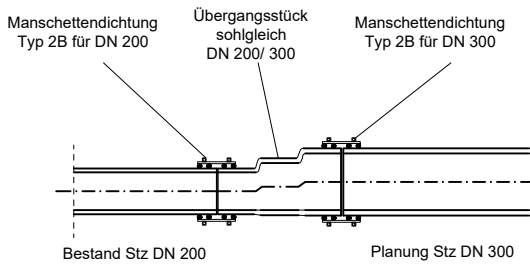 Manschettendichtung
Typ 2B für DN 200
Übergangsstück
sohlgleich
DN 200/ 300
Manschettendichtung
Typ 2B für DN 300
Bestand Stz DN 200
Planung Stz DN 300